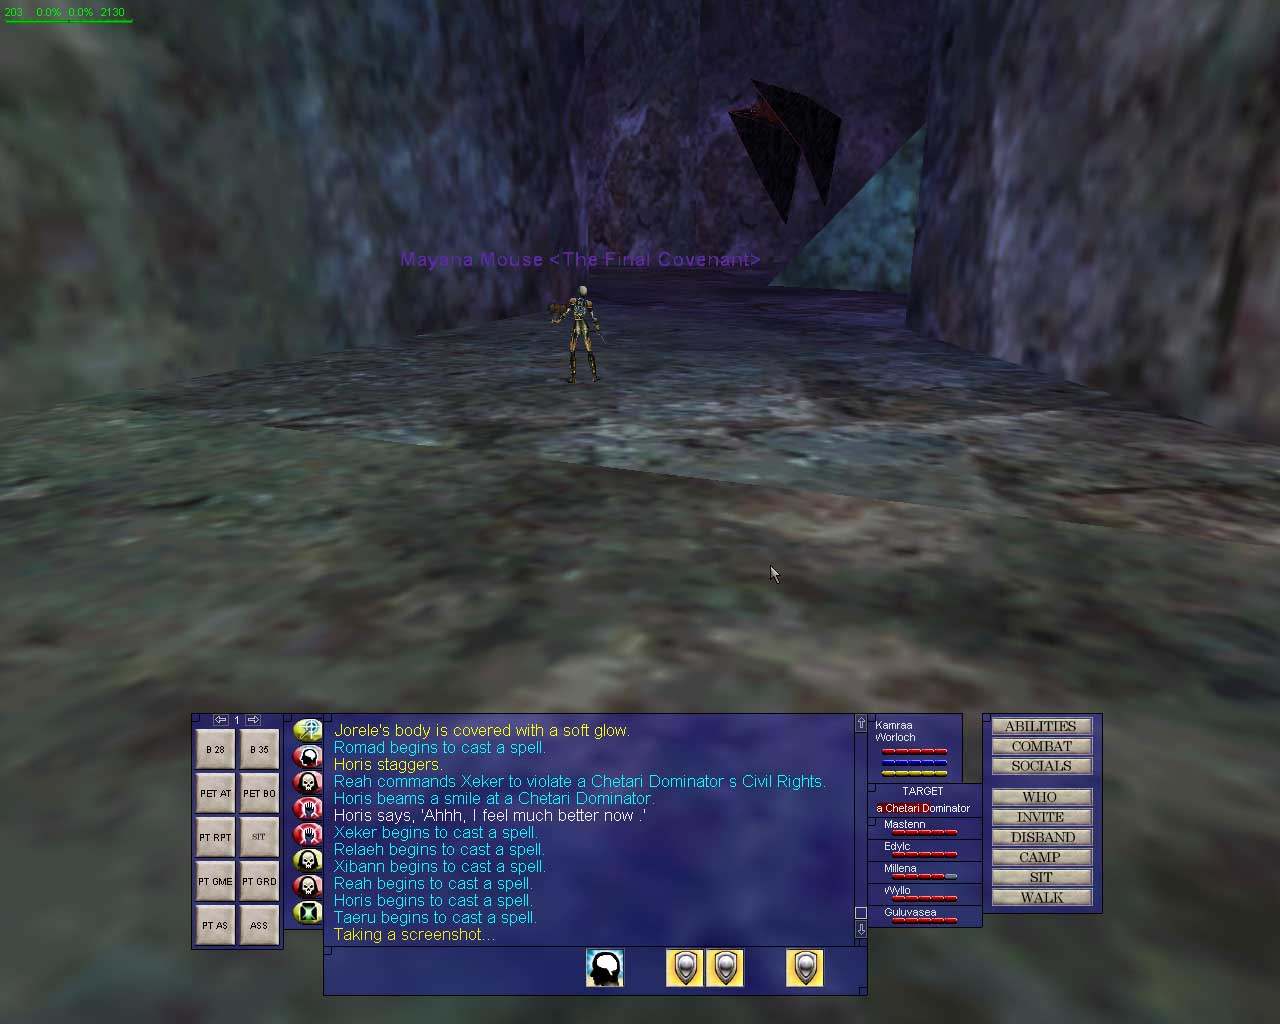 203 0.0% 0.0% 2130
Mayana Mouse <The Final Covenant>
1
B 28
B 35
PET AT
PET BO
PT RPT
SIT
PT GME
PT GRD
PT AS
ASS
Jorele's body is covered with a soft glow.
Romad begins to cast a spell.
Horis staggers.
Reah commands Xeker to violate a Chetari Dominator s Civil Rights.
Horis beams a smile at a Chetari Dominator.
Horis says, 'Ahhh, I feel much better now .'
Xeker begins to cast a spell.
Relaeh begins to cast a spell.
Xibann begins to cast a spell.
Reah begins to cast a spell.
Horis begins to cast a spell.
Taeru begins to cast a spell.
Taking a screenshot...
Kamraa
Worloch
TARGET
a Chetari Dominator
Mastenn
Edylc
Millena
Wyllo
Guluvasea
ABILITIES
COMBAT
SOCIALS
WHO
INVITE
DISBAND
CAMP
SIT
WALK